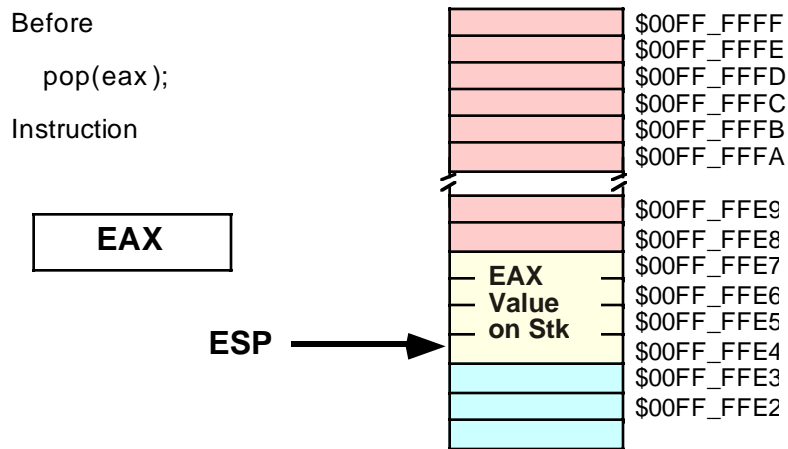 Before
pop(eax);
Instruction
EAX
ESP
EAX
Value
on Stk
$00FF_FFFF
$00FF_FFFE
$00FF_FFFD
$00FF_FFFC
$00FF_FFFB
$00FF_FFFA
$00FF_FFE9
$00FF_FFE8
$00FF_FFE7
$00FF_FFE6
$00FF_FFE5
$00FF_FFE4
$00FF_FFE3
$00FF_FFE2